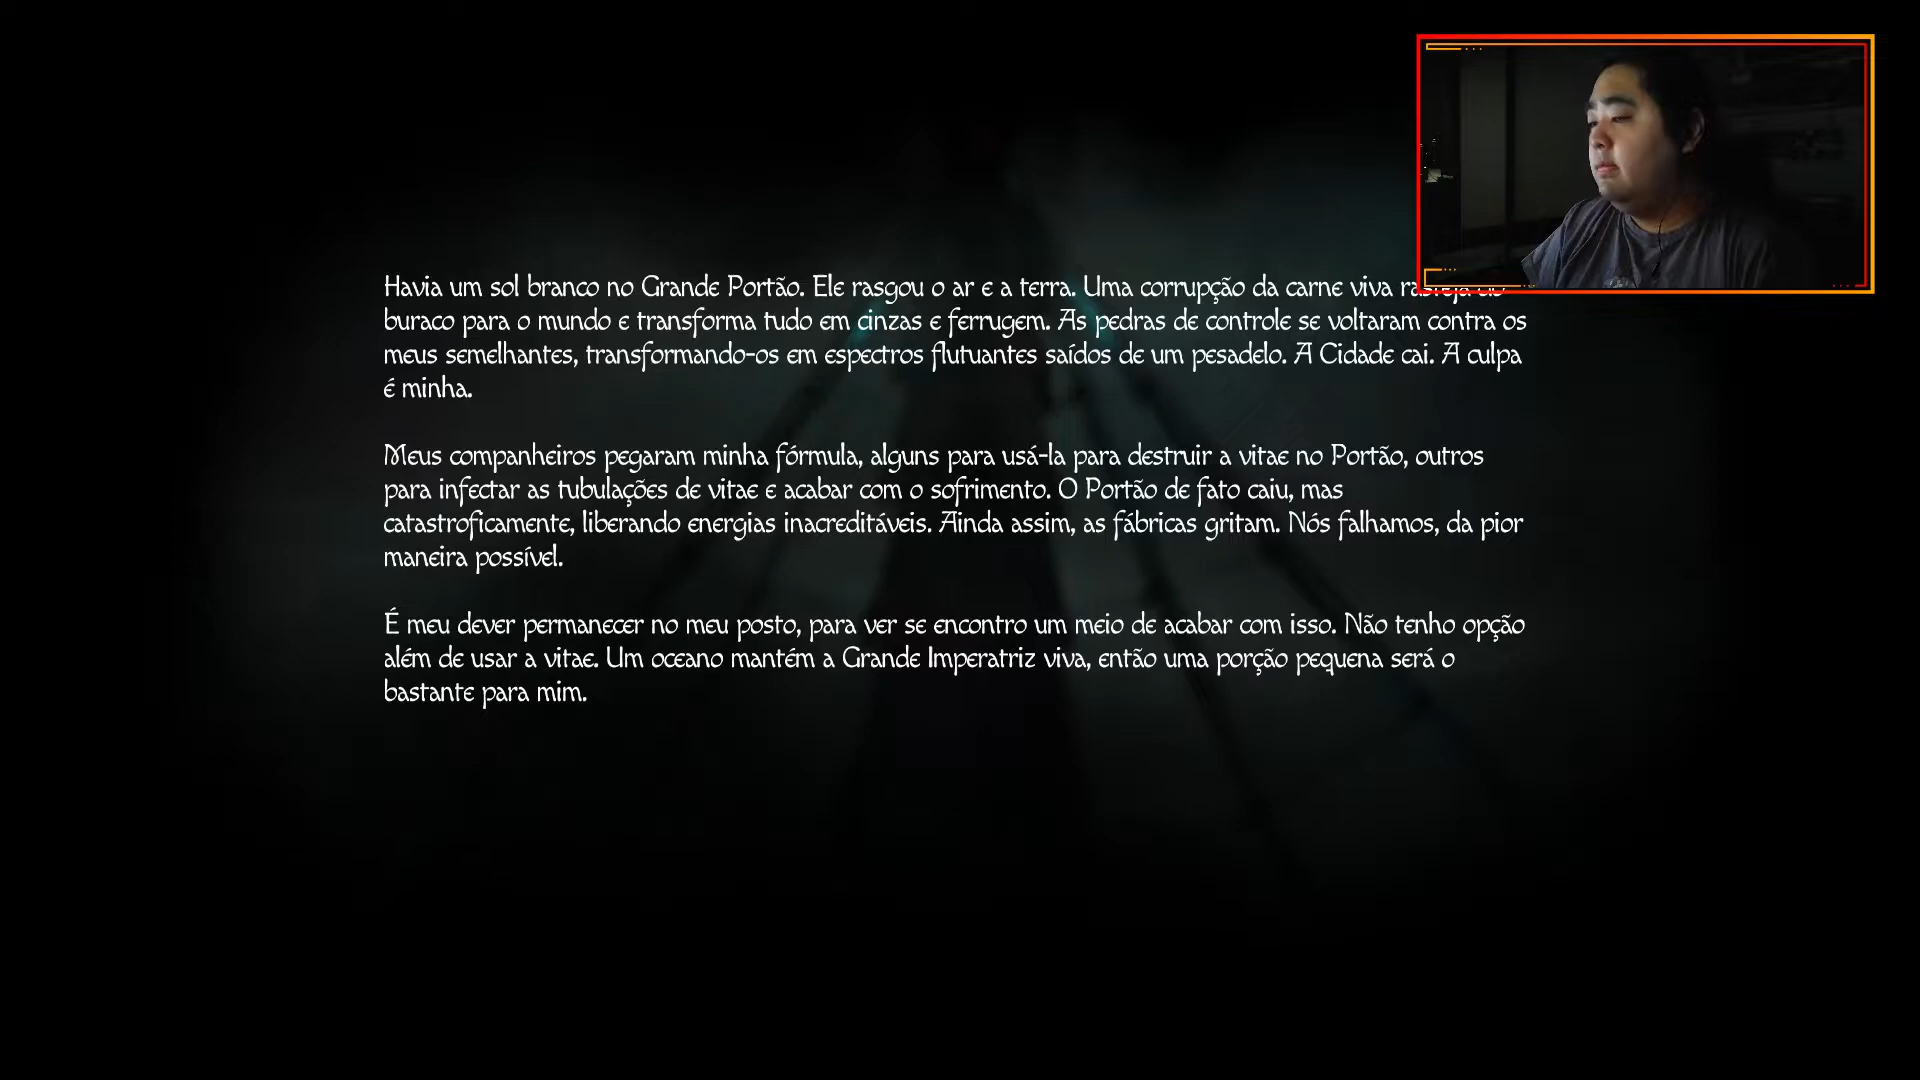 Havia um sol branco no Grande Portão. Ele rasgou o ar e a terra. Uma corrupção da carne viva
buraco para o mundo e transforma tudo em cinzas e ferrugem. As pedras de controle se voltaram contra os
meus semelhantes, transformando-os em espectros flutuantes saídos de um pesadelo. A Cidade cai. A culpa
é minha.
Meus companheiros pegaram minha fórmula, alguns para usá-la para destruir a vitae no Portão, outros
para infectar as tubulações de vitae e acabar com o sofrimento. O Portão de fato caiu, mas
catastroficamente, liberando energias inacreditáveis. Ainda assim, as fábricas gritam. Nós falhamos, da pior
maneira possível.
É meu dever permanecer no meu posto, para ver se encontro um meio de acabar com isso. Não tenho opção
além de usar a vitae. Um oceano mantém a Grande Imperatriz viva, então uma porção pequena será o
bastante para mim.